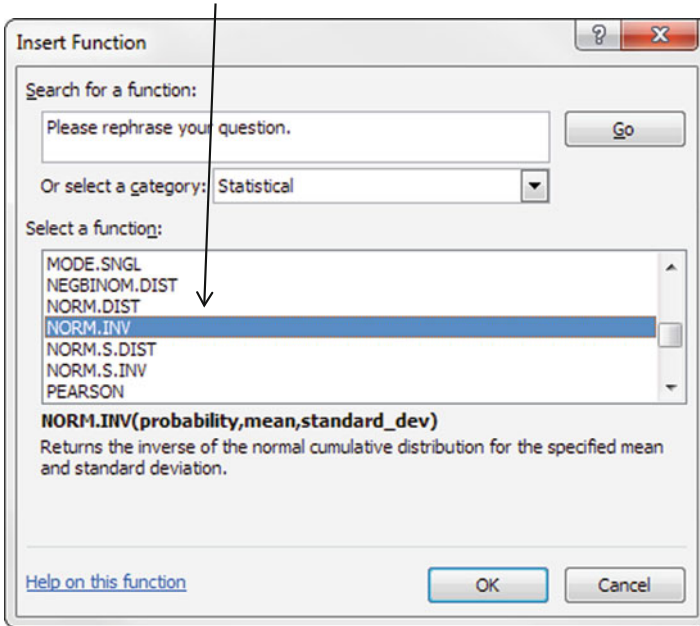 Insert Function
Search for a function:
Please rephrase your question.
Go
Or select a category: Statistical
Select a function:
MODE.SNGL
NEGBINOM.DIST
NORM.DIST
NORM.INV
NORM.S.DIST
NORM.S.INV
PEARSON
NORM.INV(probability,mean,standard_dev)
Returns the inverse of the normal cumulative distribution for the specified mean
and standard deviation.
Help on this function
OK
Cancel